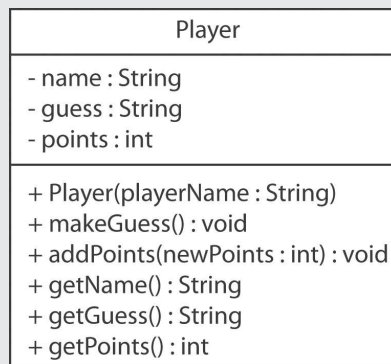 Player
- name : String
- guess : String
- points : int
+ Player(playerName : String)
+ makeGuess() : void
+ addPoints(newPoints : int) : void
+ getName() : String
+ getGuess() : String
+ getPoints() : int